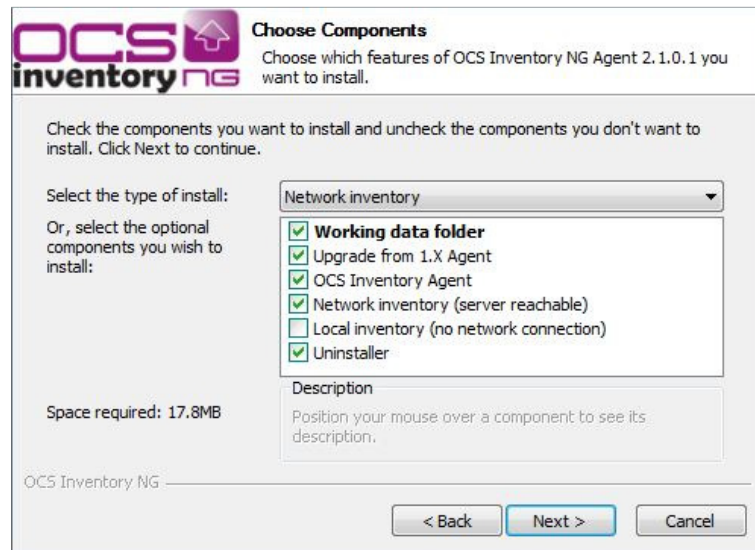 OCS
inventory NG
Choose Components
Choose which features of OCS Inventory NG Agent 2.1.0.1 you
want to install.
Check the components you want to install and uncheck the components you don't want to
install. Click Next to continue.
Select the type of install:
Network inventory
Or, select the optional
components you wish to
install:
Working data folder
Upgrade from 1.X Agent
OCS Inventory Agent
Network inventory (server reachable)
Local inventory (no network connection)
Uninstaller
Space required: 17.8MB
Description
Position your mouse over a component to see its
description.
OCS Inventory NG
< Back
Next >
Cancel